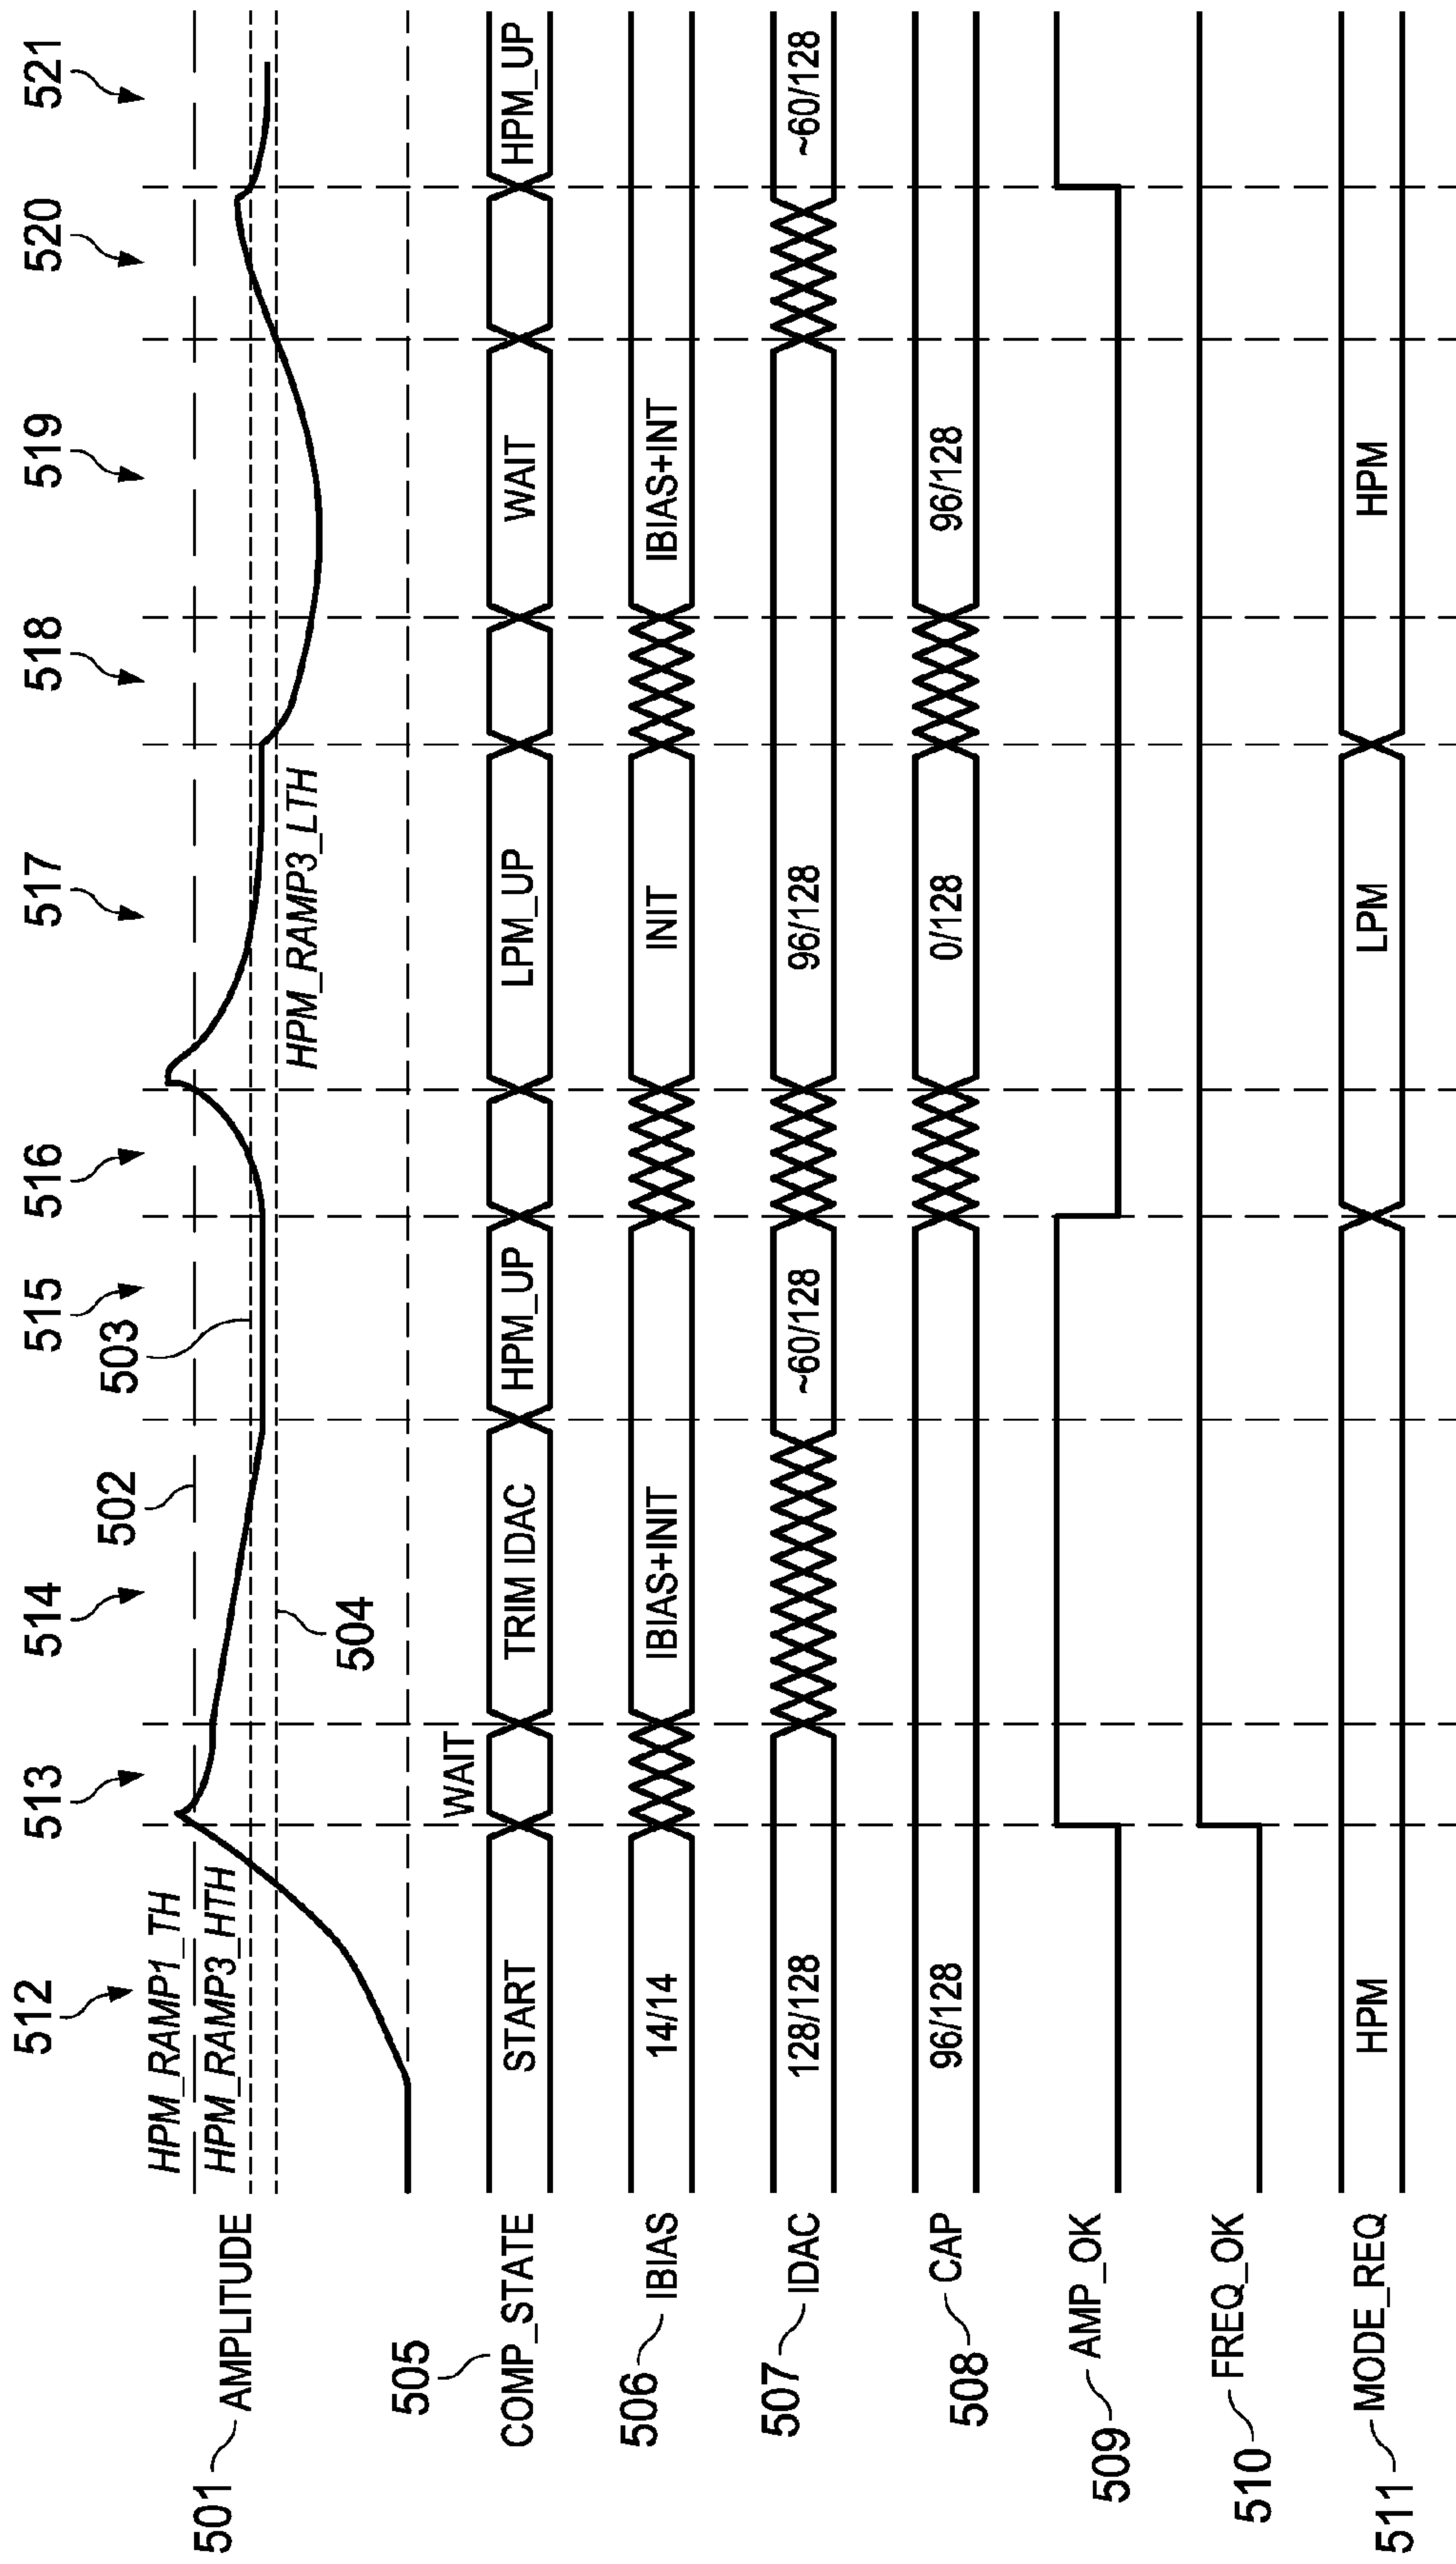 512
513
514
515
516
517
518
519
520
521
502
503
504
HPM_RAMP1_TH
HPM_RAMP3_HTH
HPM_RAMP3_LTH
501 AMPLITUDE
WAIT
505 COMP_STATE
START
TRIM IDAC
HPM_UP
LPM_UP
WAIT
HPM_UP
506 IBIAS
14/14
IBIAS+INIT
INIT
IBIAS+INT
507 IDAC
128/128
~60/128
96/128
~60/128
508 CAP
96/128
0/128
96/128
509 AMP_OK
510 FREQ_OK
511 MODE_REQ
HPM
LPM
HPM